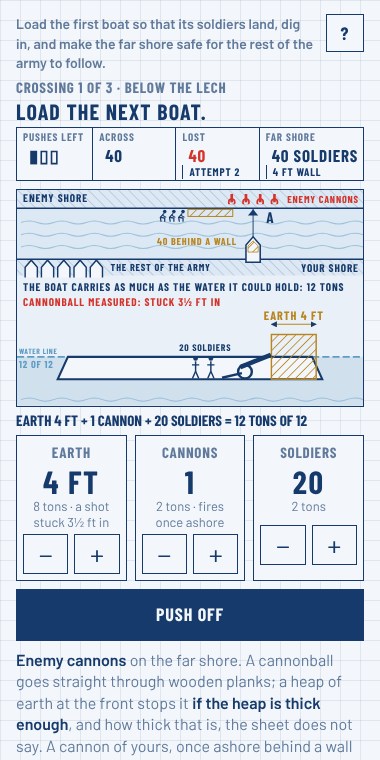 Load the first boat so that its soldiers land, dig
in, and make the far shore safe for the rest of the
army to follow.
?
CROSSING 1 OF 3 · BELOW THE LECH
LOAD THE NEXT BOAT.
PUSHES LEFT
ACROSS
40
LOST
40
ATTEMPT 2
FAR SHORE
40 SOLDIERS
4 FT WALL
ENEMY SHORE
ENEMY CANNONS
A
40 BEHIND A WALL
THE REST OF THE ARMY
YOUR SHORE
THE BOAT CARRIES AS MUCH AS THE WATER IT COULD HOLD: 12 TONS
CANNONBALL MEASURED: STUCK 3½ FT IN
EARTH 4 FT
20 SOLDIERS
WATER LINE
12 OF 12
EARTH 4 FT + 1 CANNON + 20 SOLDIERS = 12 TONS OF 12
EARTH
4 FT
8 tons · a shot
stuck 3½ ft in
− +
CANNONS
1
2 tons · fires
once ashore
− +
SOLDIERS
20
2 tons
− +
PUSH OFF
Enemy cannons on the far shore. A cannonball
goes straight through wooden planks; a heap of
earth at the front stops it if the heap is thick
enough, and how thick that is, the sheet does not
say. A cannon of yours, once ashore behind a wall